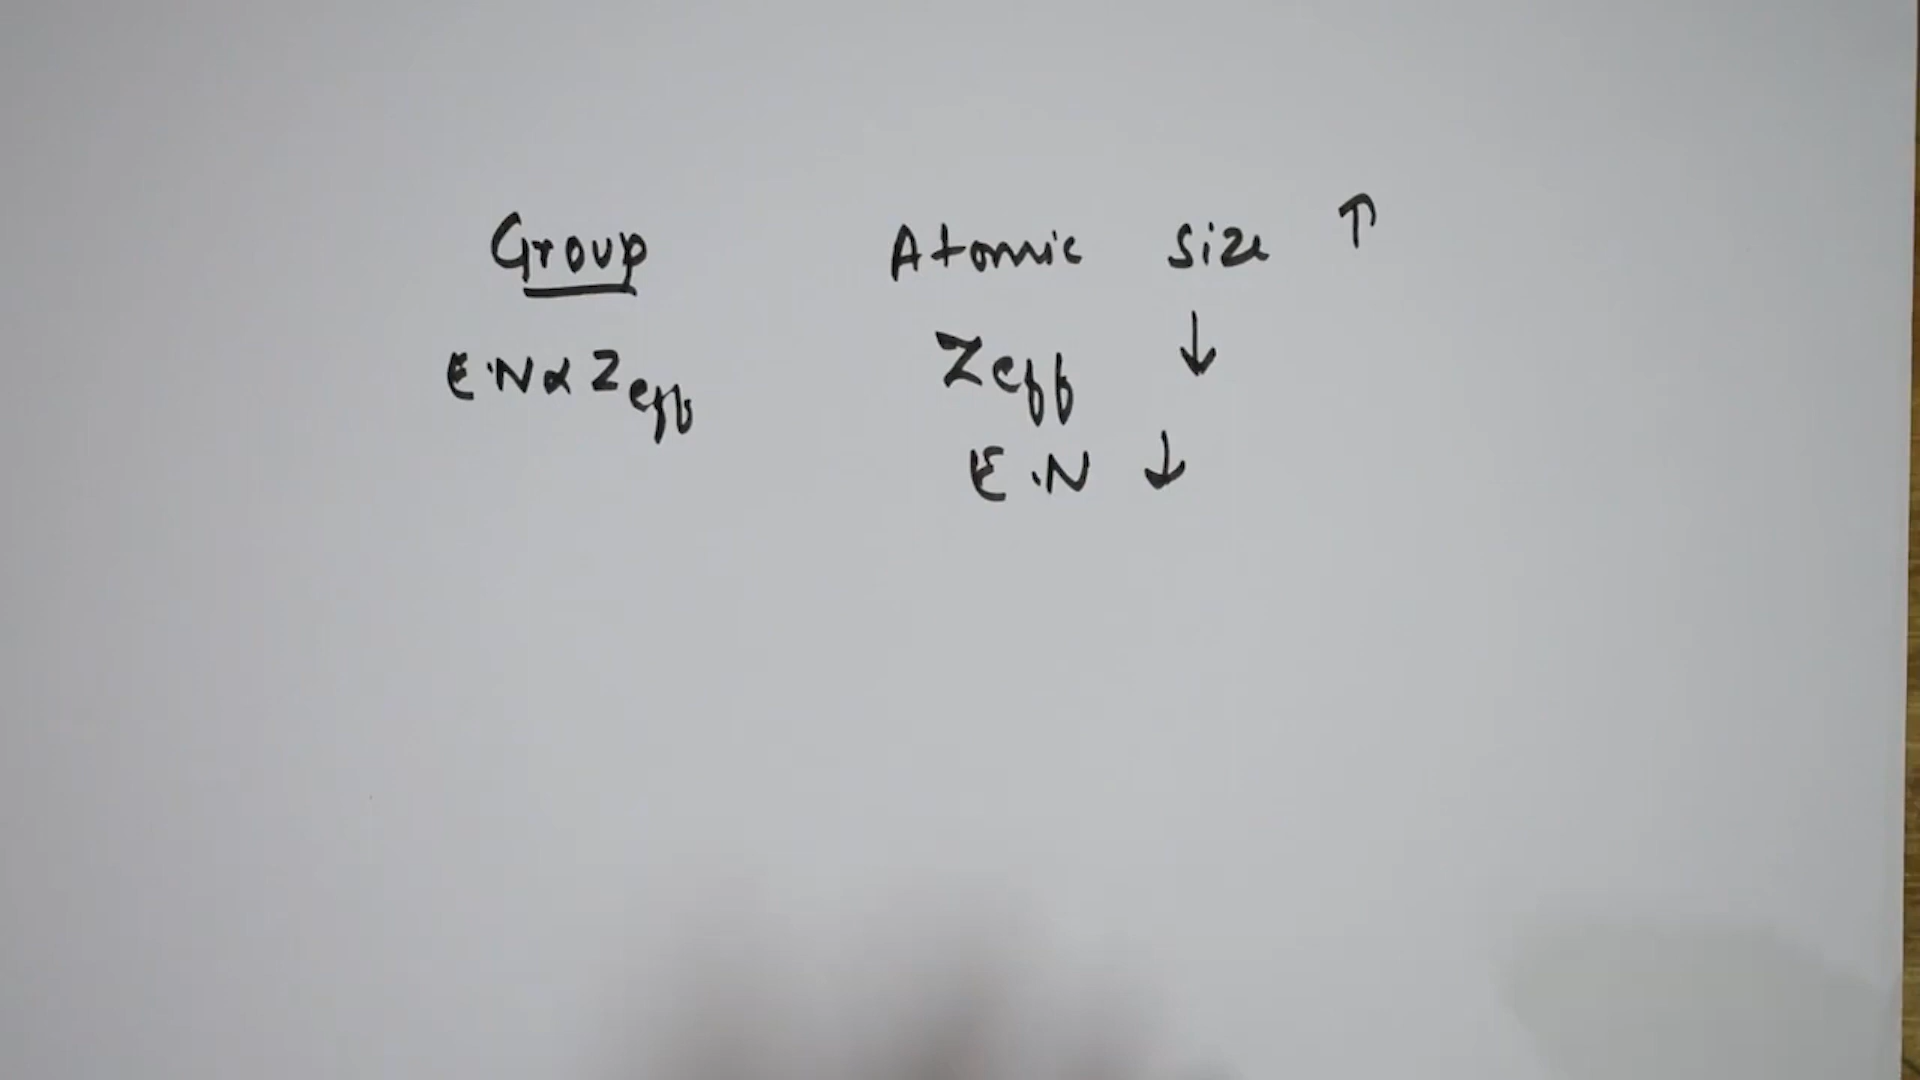 Group Atomic size ↑
E.N α Zeff Zeff ↓
E.N ↓